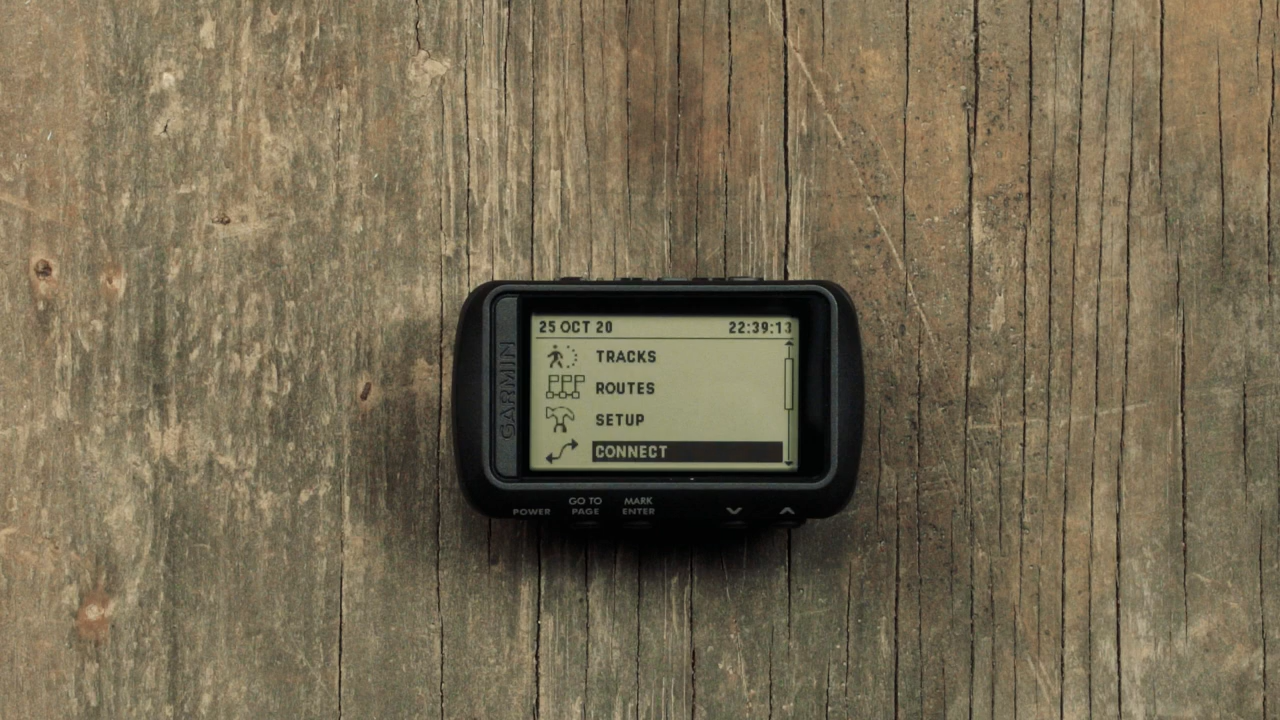 25 OCT 20 22:39:13
TRACKS
ROUTES
SETUP
CONNECT
GARMIN
POWER
GO TO PAGE
MARK ENTER